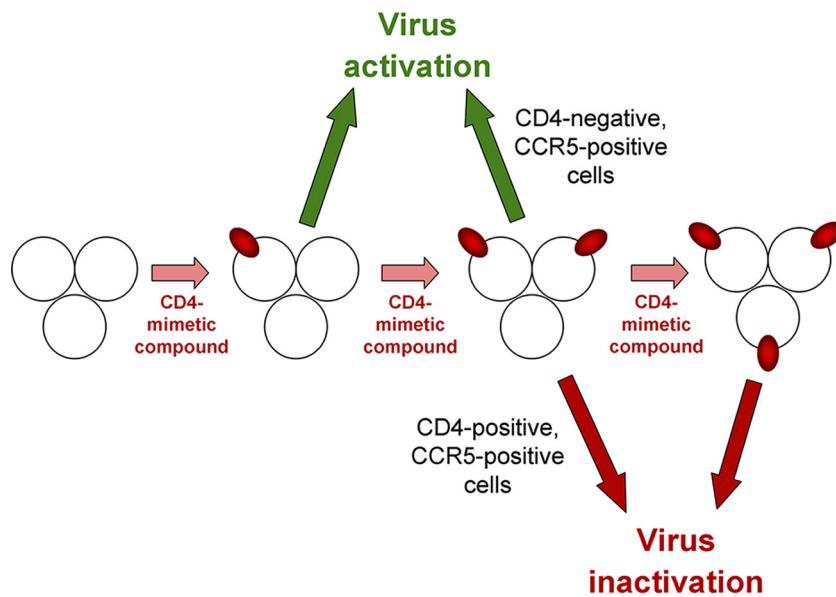 Virus
activation
CD4-negative,
CCR5-positive
cells
CD4-
mimetic
compound
CD4-
mimetic
compound
CD4-
mimetic
compound
CD4-positive,
CCR5-positive
cells
Virus
inactivation